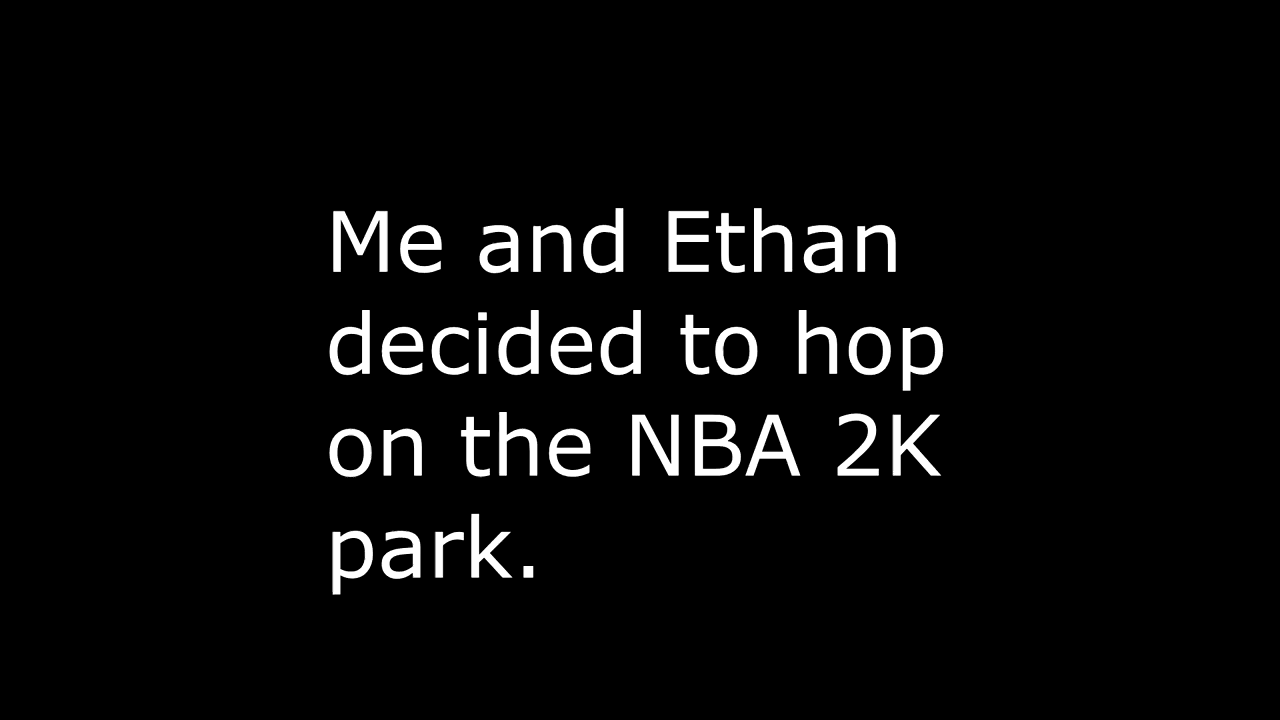 Me and Ethan
decided to hop
on the NBA 2K
park.